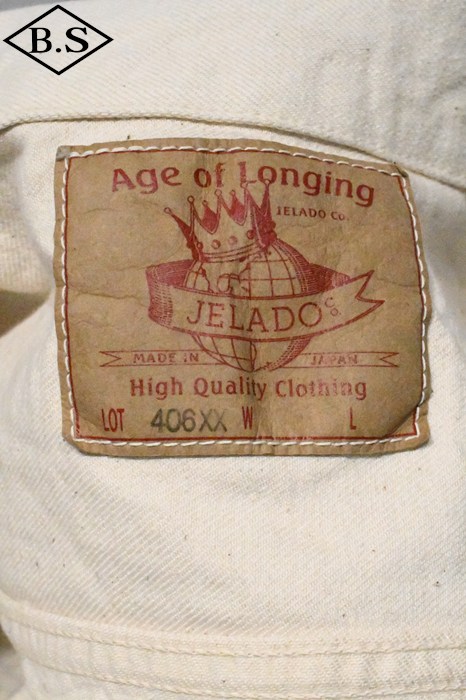 B.S
Age of Longing
JELADO CO.
JELADO CO
MADE IN JAPAN
High Quality Clothing
LOT 406XX W L